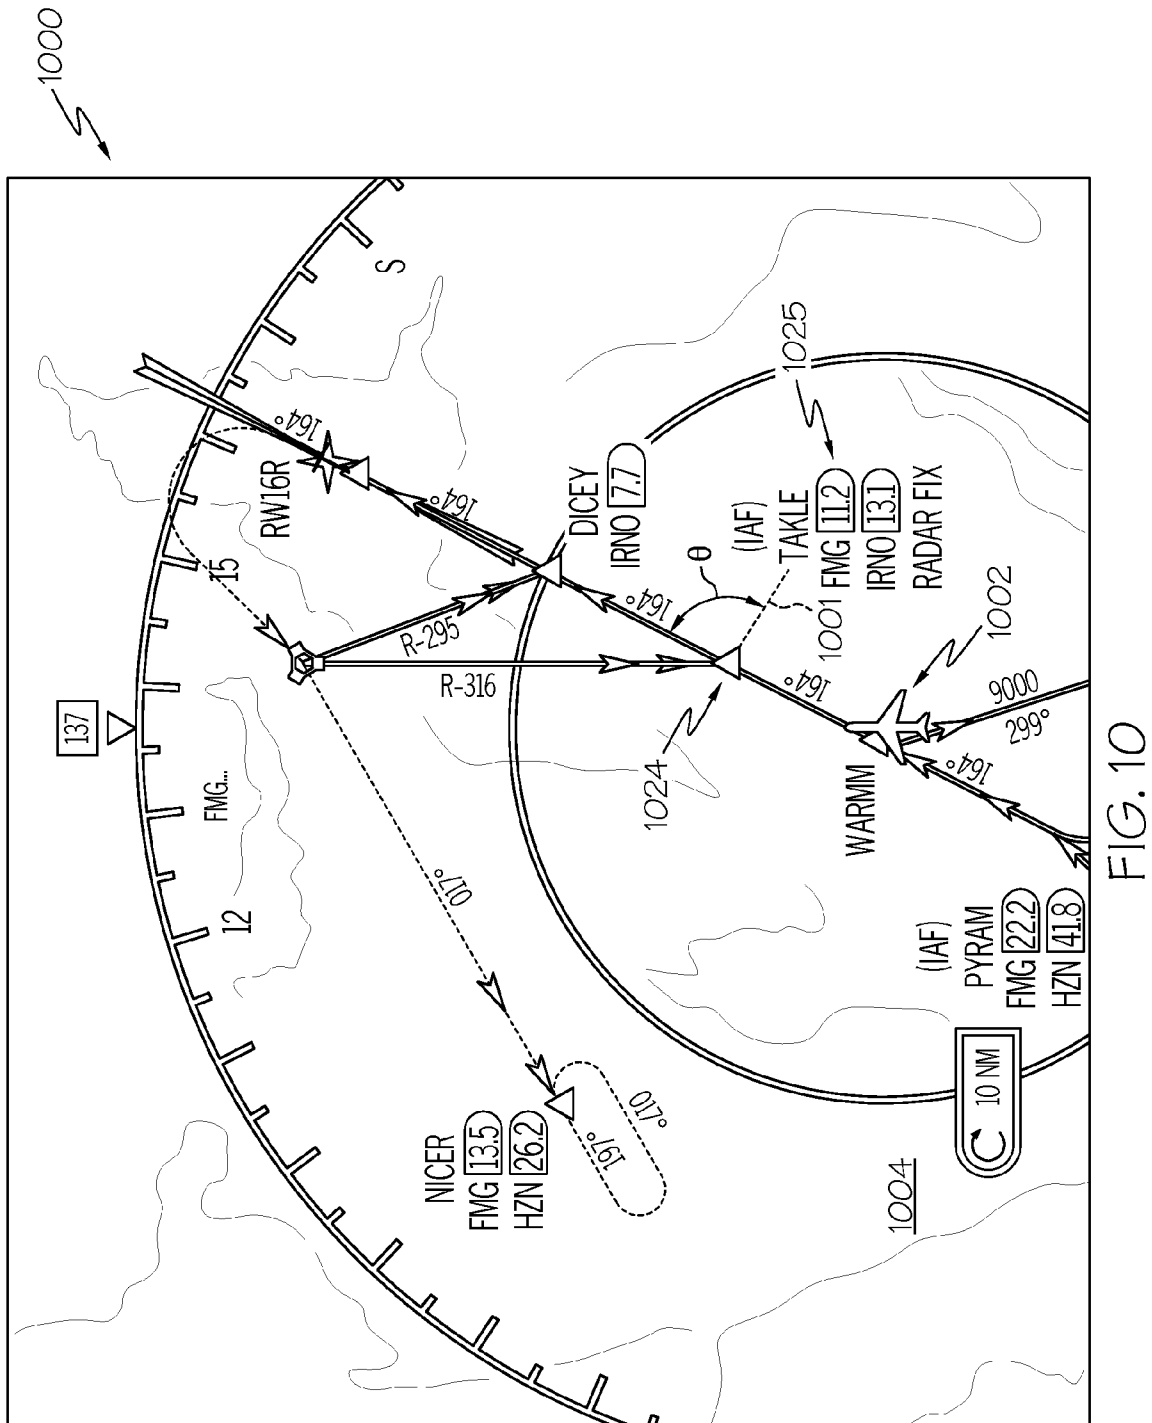 1000
137
FMG...
12
15
S
RW16R
164°
164°
R-295
R-316
DICEY
IRNO 7.7
1025
(IAF)
TAKLE
FMG 11.2
IRNO 13.1
RADAR FIX
θ
164°
1001
1002
164°
1024
WARMM
9000
299°
164°
017°
(IAF)
PYRAM
FMG 22.2
HZN 41.8
NICER
FMG 13.5
HZN 26.2
197°
017°
10 NM
1004
FIG. 10